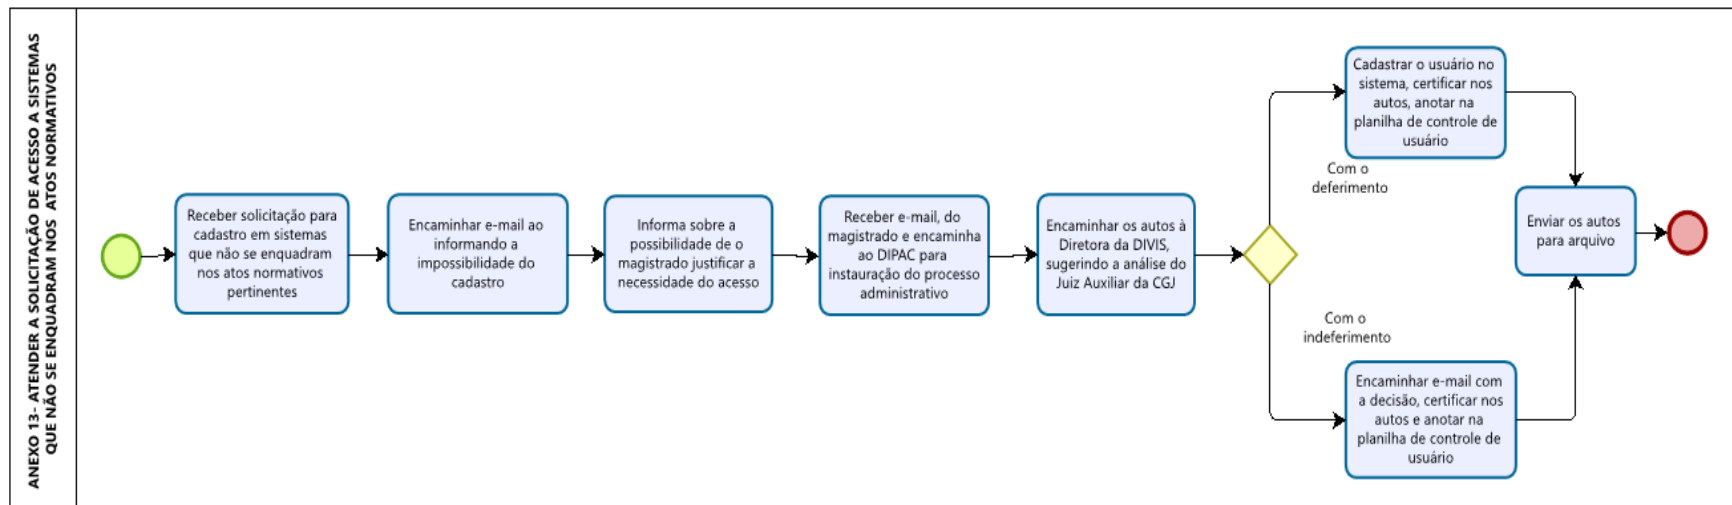 ANEXO 13- ATENDER A SOLICITAÇÃO DE ACESSO A SISTEMAS
QUE NÃO SE ENQUADRAM NOS ATOS NORMATIVOS
Receber solicitação para
cadastro em sistemas
que não se enquadram
nos atos normativos
pertinentes
Encaminhar e-mail ao
informando a
impossibilidade do
cadastro
Informa sobre a
possibilidade de o
magistrado justificar a
necessidade do acesso
Receber e-mail, do
magistrado e encaminha
ao DIPAC para
instauração do processo
administrativo
Encaminhar os autos à
Diretora da DIVIS,
sugerindo a análise do
Juiz Auxiliar da CGJ
Com o
deferimento
Cadastrar o usuário no
sistema, certificar nos
autos, anotar na
planilha de controle de
usuário
Com o
indeferimento
Encaminhar e-mail com
a decisão, certificar nos
autos e anotar na
planilha de controle de
usuário
Enviar os autos
para arquivo